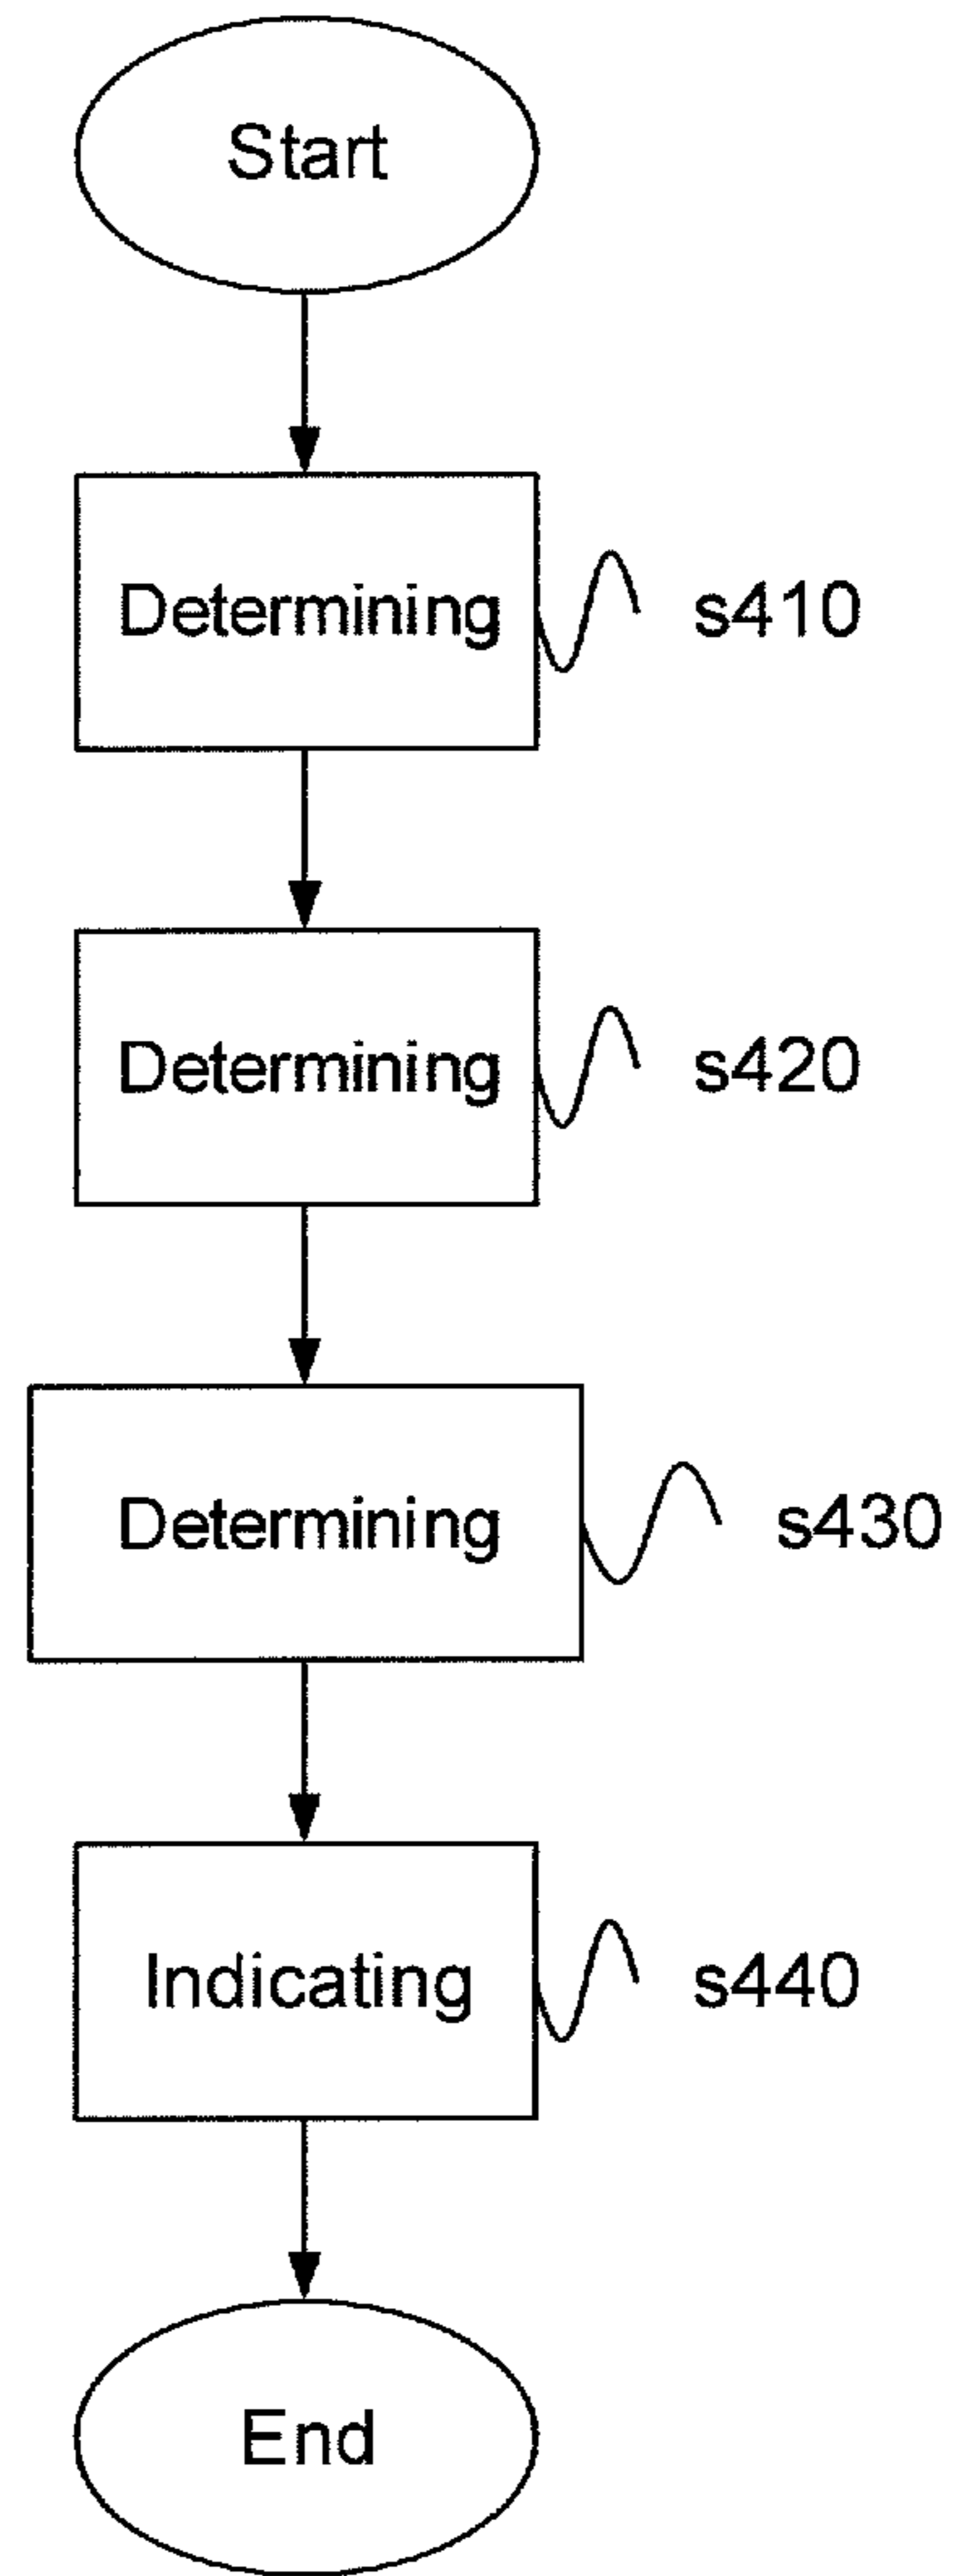 Start
Determining s410
Determining s420
Determining s430
Indicating s440
End